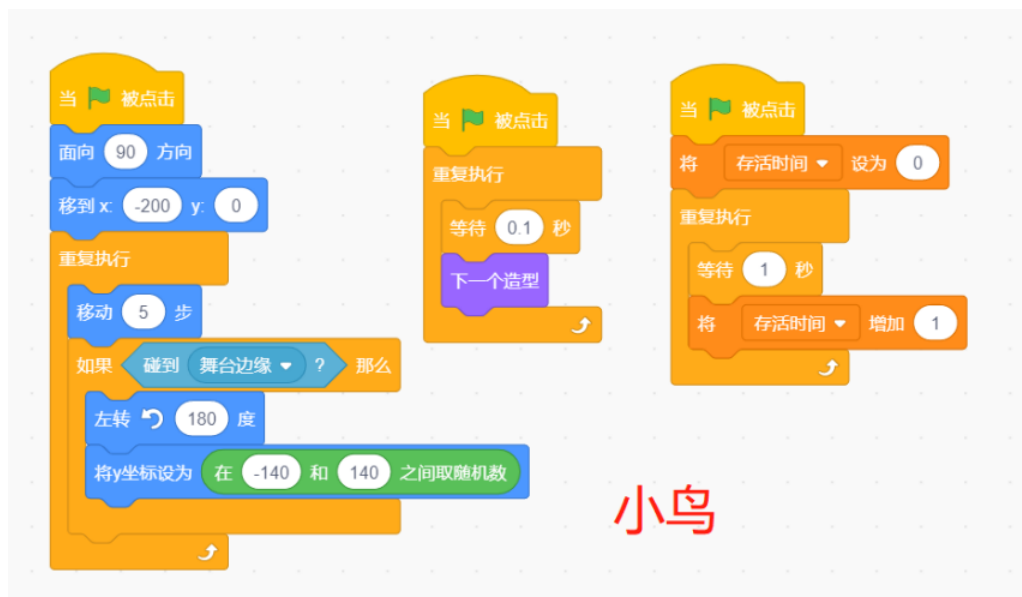 当 被点击
面向 90 方向
移到 x: -200 y: 0
重复执行
移动 5 步
如果 碰到 舞台边缘 ? 那么
左转 180 度
将y坐标设为 在 -140 和 140 之间取随机数
当 被点击
重复执行
等待 0.1 秒
下一个造型
当 被点击
将 存活时间 设为 0
重复执行
等待 1 秒
将 存活时间 增加 1
小鸟